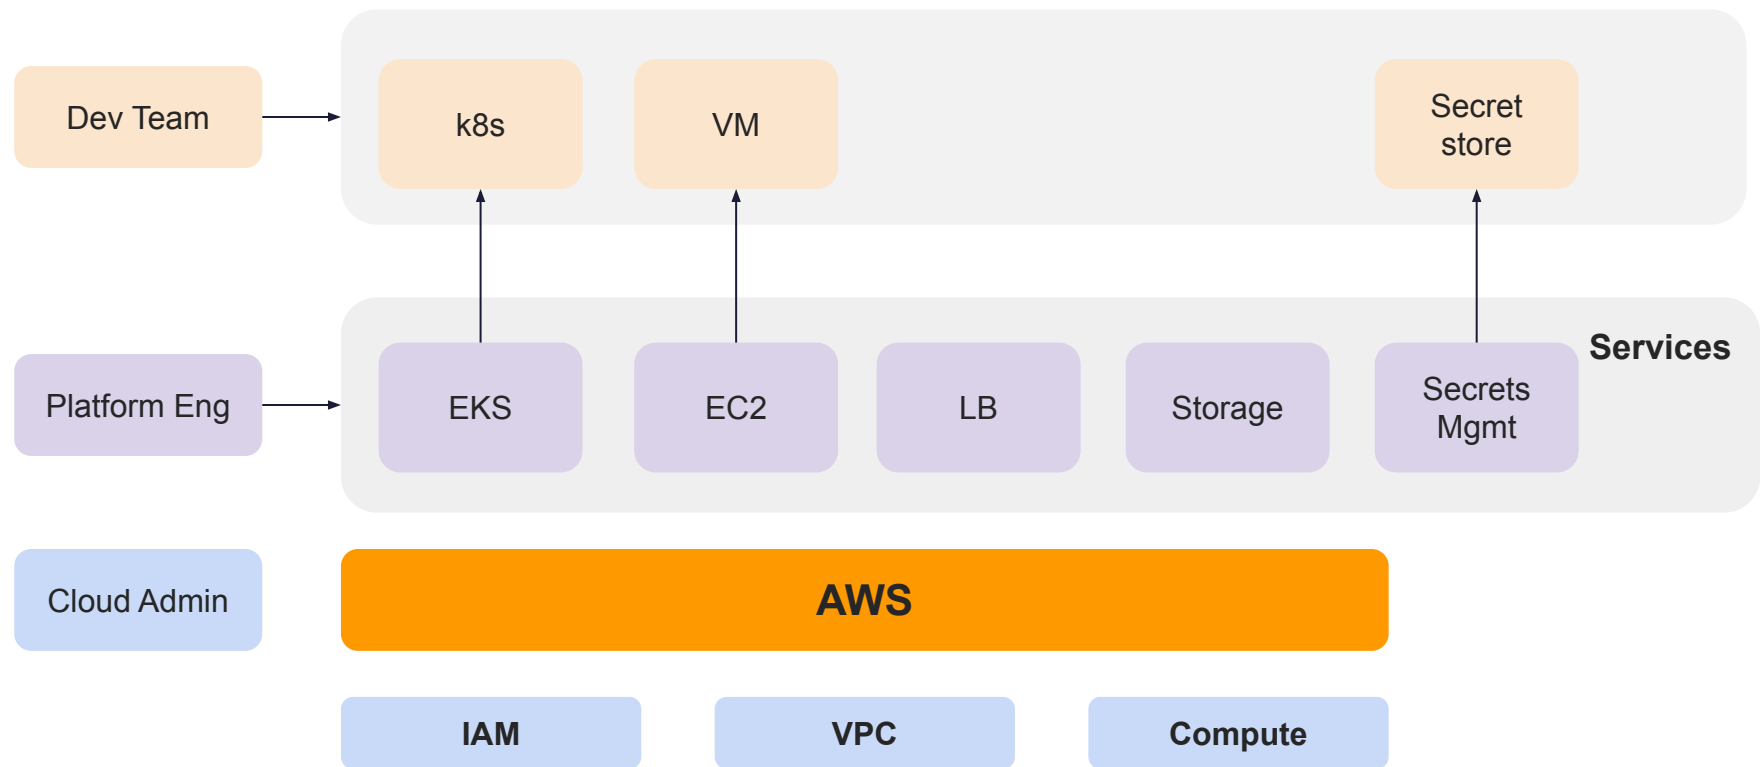 Dev Team
k8s
VM
Secret
store
Services
Platform Eng
EKS
EC2
LB
Storage
Secrets
Mgmt
Cloud Admin
AWS
IAM
VPC
Compute